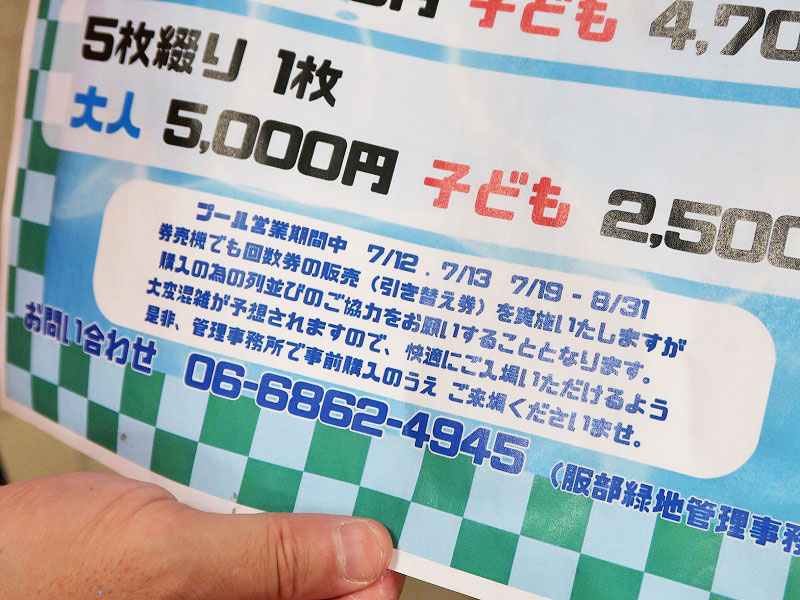 円 子ども 4,70
5枚綴り 1枚
大人 5,000円 子ども 2,500
プール営業期間中 7/12．7/13 7/19 - 8/31
券売機でも回数券の販売（引き替え券）を実施いたしますが
購入の為の列並びのご協力をお願いすることとなります。
大変混雑が予想されますので、快適にご入場いただけるよう
是非、管理事務所で事前購入のうえ ご来場くださいませ。
お問い合わせ 06-6862-4945 （服部緑地管理事務